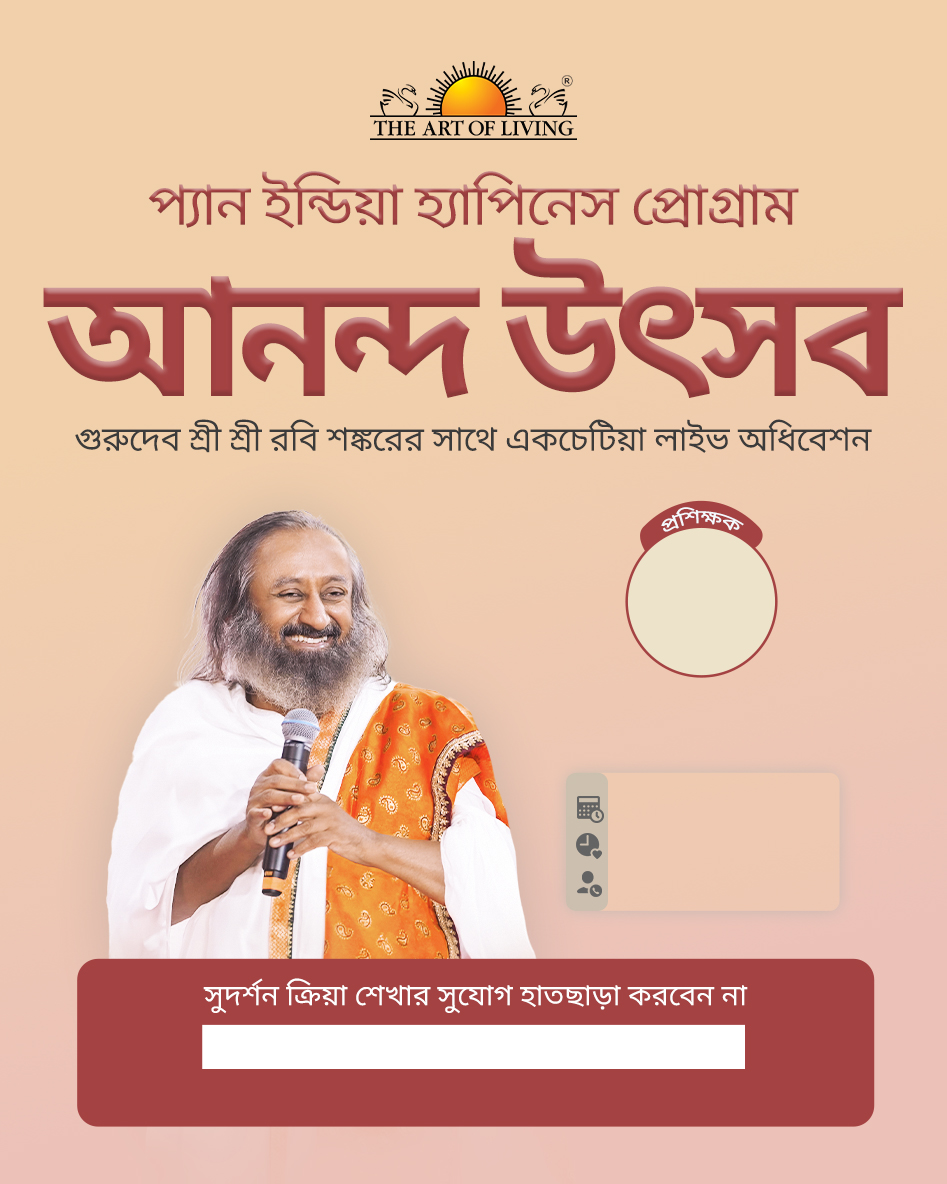 ®
THE ART OF LIVING
প্যান ইন্ডিয়া হ্যাপিনেস প্রোগ্রাম
আনন্দ উৎসব
গুরুদেব শ্রী শ্রী রবি শঙ্করের সাথে একচেটিয়া লাইভ অধিবেশন
প্রশিক্ষক
সুদর্শন ক্রিয়া শেখার সুযোগ হাতছাড়া করবেন না